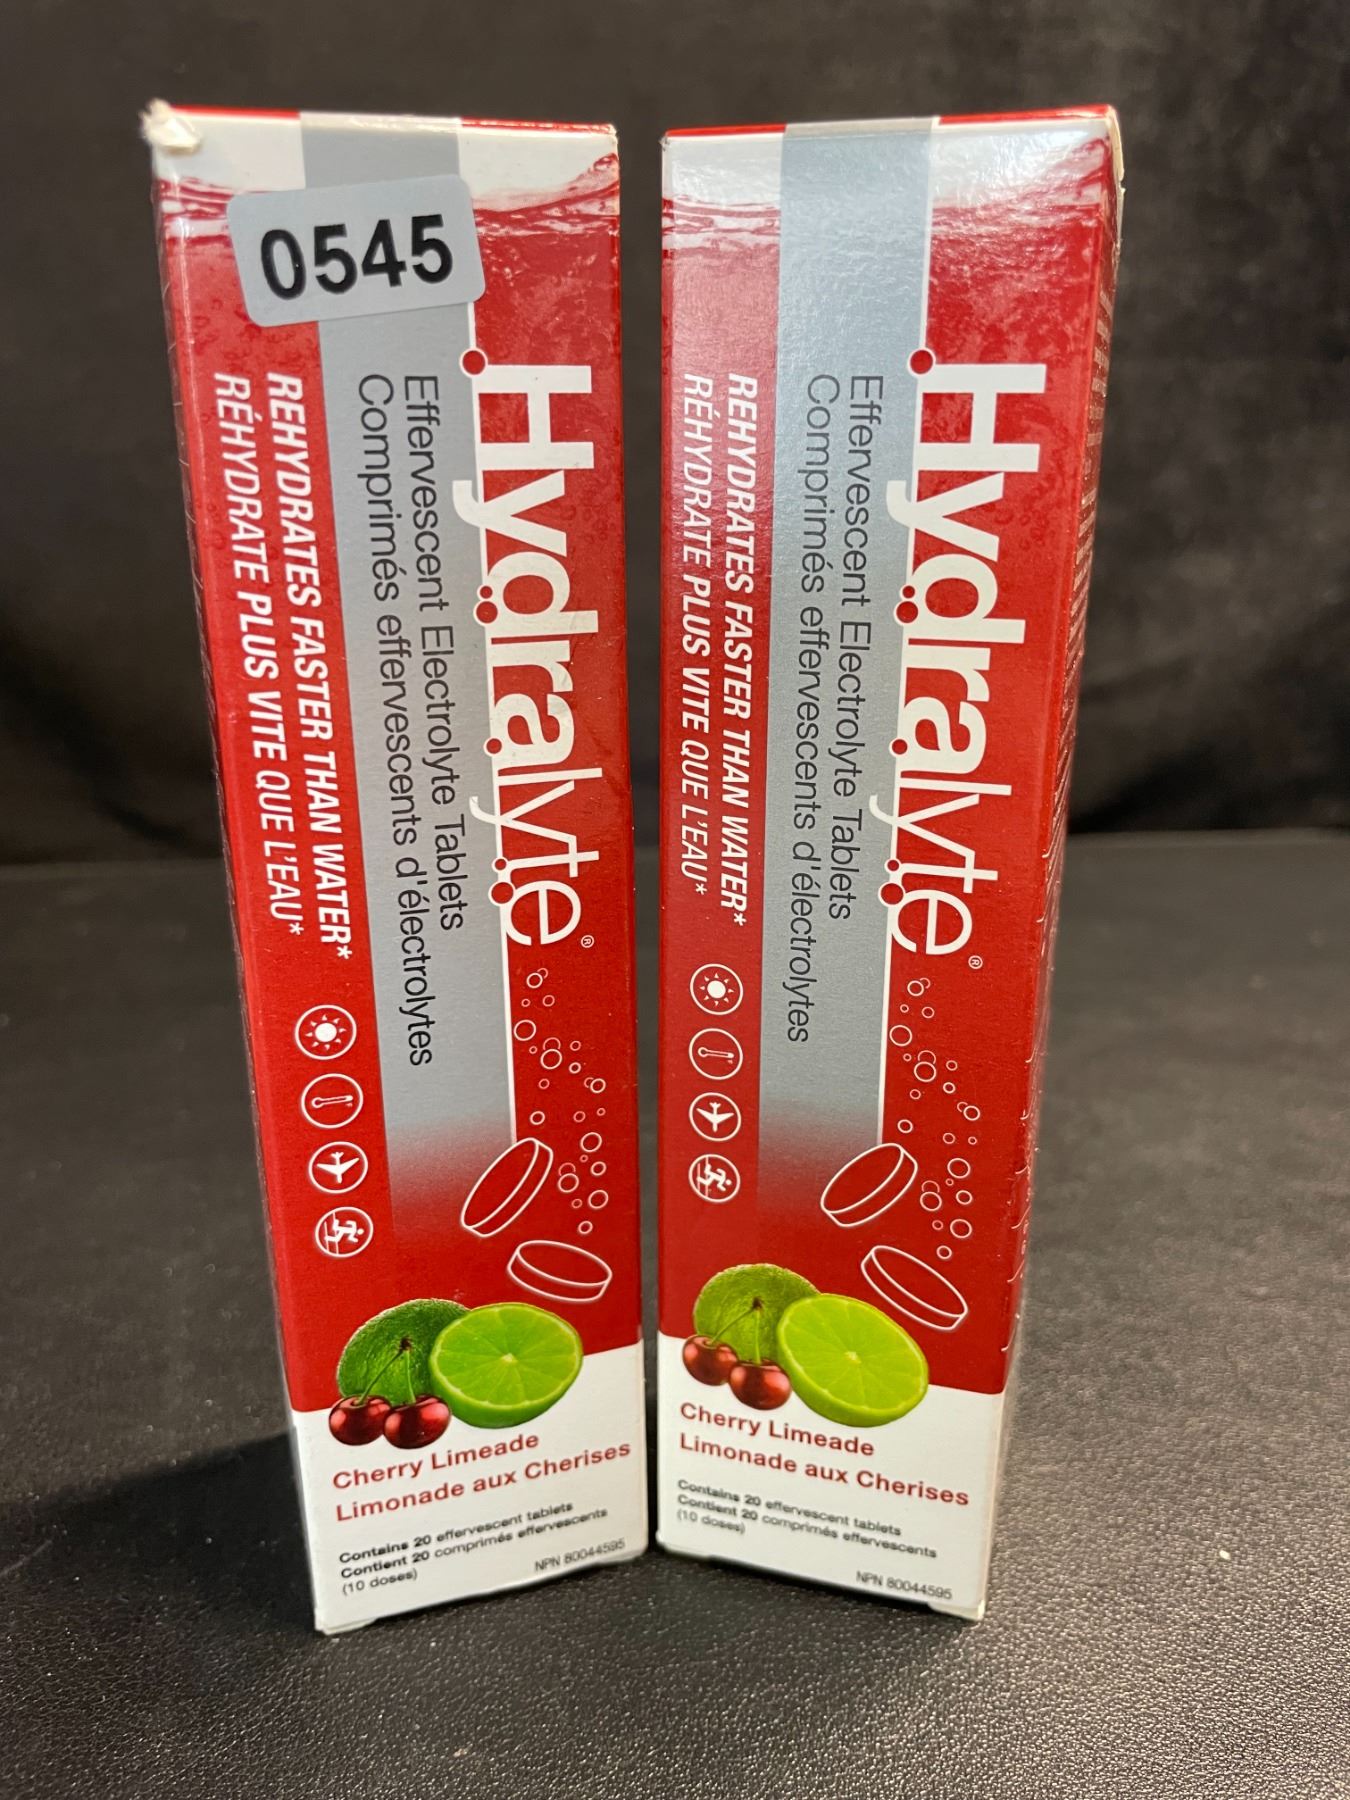 0545
Hydralyte®
Effervescent Electrolyte Tablets
Comprimés effervescents d'électrolytes
REHYDRATES FASTER THAN WATER*
RÉHYDRATE PLUS VITE QUE L'EAU*
Cherry Limeade
Limonade aux Cherises
Contains 20 effervescent tablets
Contient 20 comprimés effervescents
(10 doses)
NPN 80044595
Hydralyte®
Effervescent Electrolyte Tablets
Comprimés effervescents d'électrolytes
REHYDRATES FASTER THAN WATER*
RÉHYDRATE PLUS VITE QUE L'EAU*
Cherry Limeade
Limonade aux Cherises
Contains 20 effervescent tablets
Contient 20 comprimés effervescents
(10 doses)
NPN 80044595